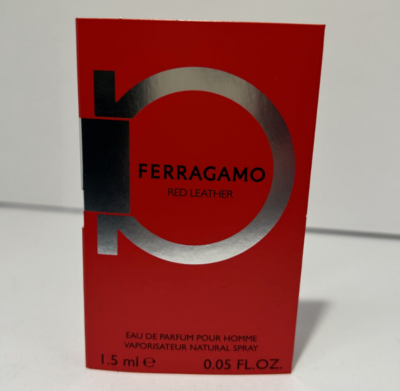 FERRAGAMO
RED LEATHER
EAU DE PARFUM POUR HOMME
VAPORISATEUR NATURAL SPRAY
1.5 ml ℮ 0.05 FL.OZ.